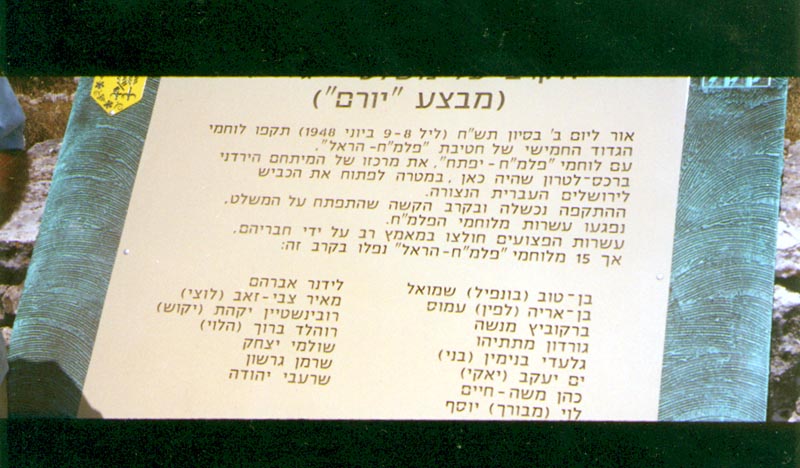 (מבצע "יורם")
אור ליום ב' בסיון תש"ח (ליל 8-9 ביוני 1948) תקפו לוחמי
הגדוד החמישי של חטיבת "פלמ"ח-הראל",
עם לוחמי "פלמ"ח-יפתח", את מרכזו של המיתחם הירדני
ברכס-לטרון שהיה כאן, במטרה לפתוח את הכביש
לירושלים העברית הנצורה.
ההתקפה נכשלה ובקרב הקשה שהתפתח על המשלט,
נפגעו עשרות מלוחמי הפלמ"ח.
עשרות הפצועים חולצו במאמץ רב על ידי חבריהם,
אך 15 מלוחמי "פלמ"ח-הראל" נפלו בקרב זה:
בן-טוב (בונפיל) שמואל
בן-אריה (לפין) עמוס
ברקוביץ מנשה
גורדון מתתיהו
גלעדי בנימין (בני)
ים יעקב (יאקי)
כהן משה-חיים
לוי (מבורך) יוסף
לידנר אברהם
מאיר צבי-זאב (לוצי)
רובינשטיין יקהת (יקוש)
רוהלד ברוך (הלוי)
שולמי יצחק
שרמן גרשון
שרעבי יהודה